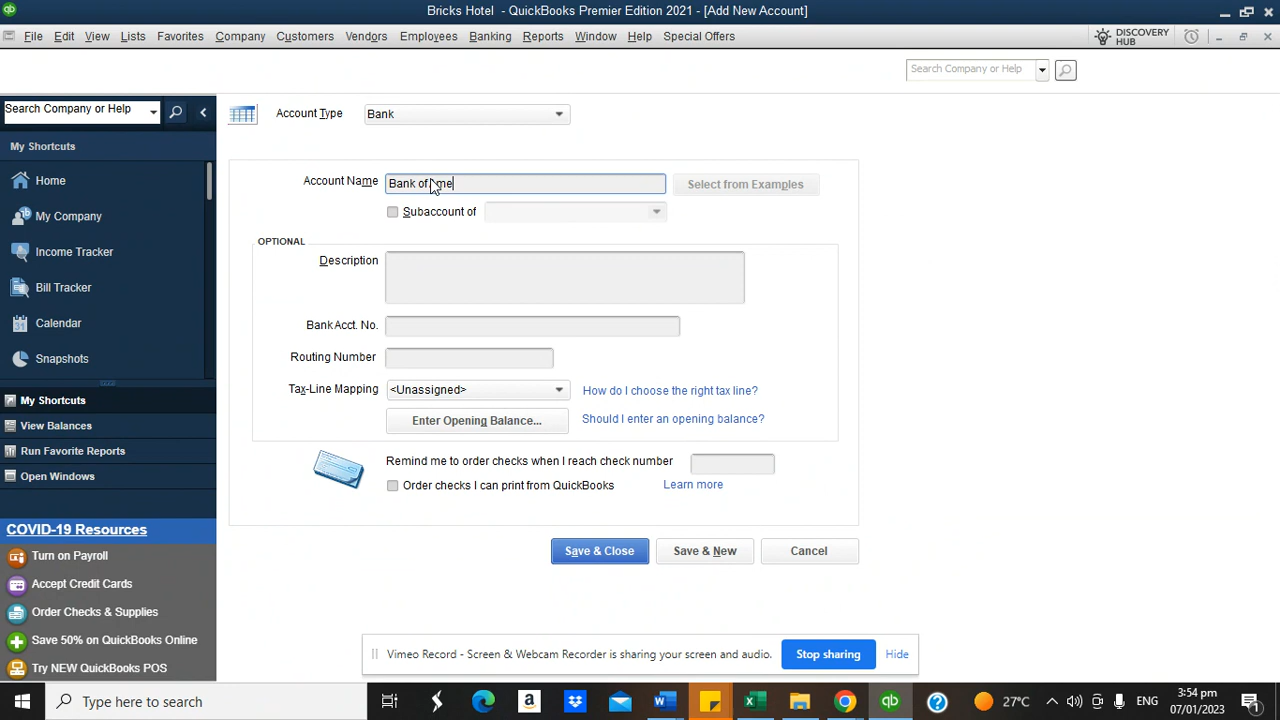 Bricks Hotel - QuickBooks Premier Edition 2021 - [Add New Account]
File Edit View Lists Favorites Company Customers Vendors Employees Banking Reports Window Help Special Offers
DISCOVERY
HUB
Search Company or Help
Search Company or Help
My Shortcuts
Home
My Company
Income Tracker
Bill Tracker
Calendar
Snapshots
My Shortcuts
View Balances
Run Favorite Reports
Open Windows
COVID-19 Resources
Turn on Payroll
Accept Credit Cards
Order Checks & Supplies
Save 50% on QuickBooks Online
Try NEW QuickBooks POS
Account Type Bank
Account Name Bank of me Select from Examples
Subaccount of
OPTIONAL
Description
Bank Acct. No.
Routing Number
Tax-Line Mapping <Unassigned> How do I choose the right tax line?
Enter Opening Balance... Should I enter an opening balance?
Remind me to order checks when I reach check number
Order checks I can print from QuickBooks Learn more
Save & Close Save & New Cancel
Vimeo Record - Screen & Webcam Recorder is sharing your screen and audio. Stop sharing Hide
Type here to search
27°C
ENG
3:54 pm
07/01/2023